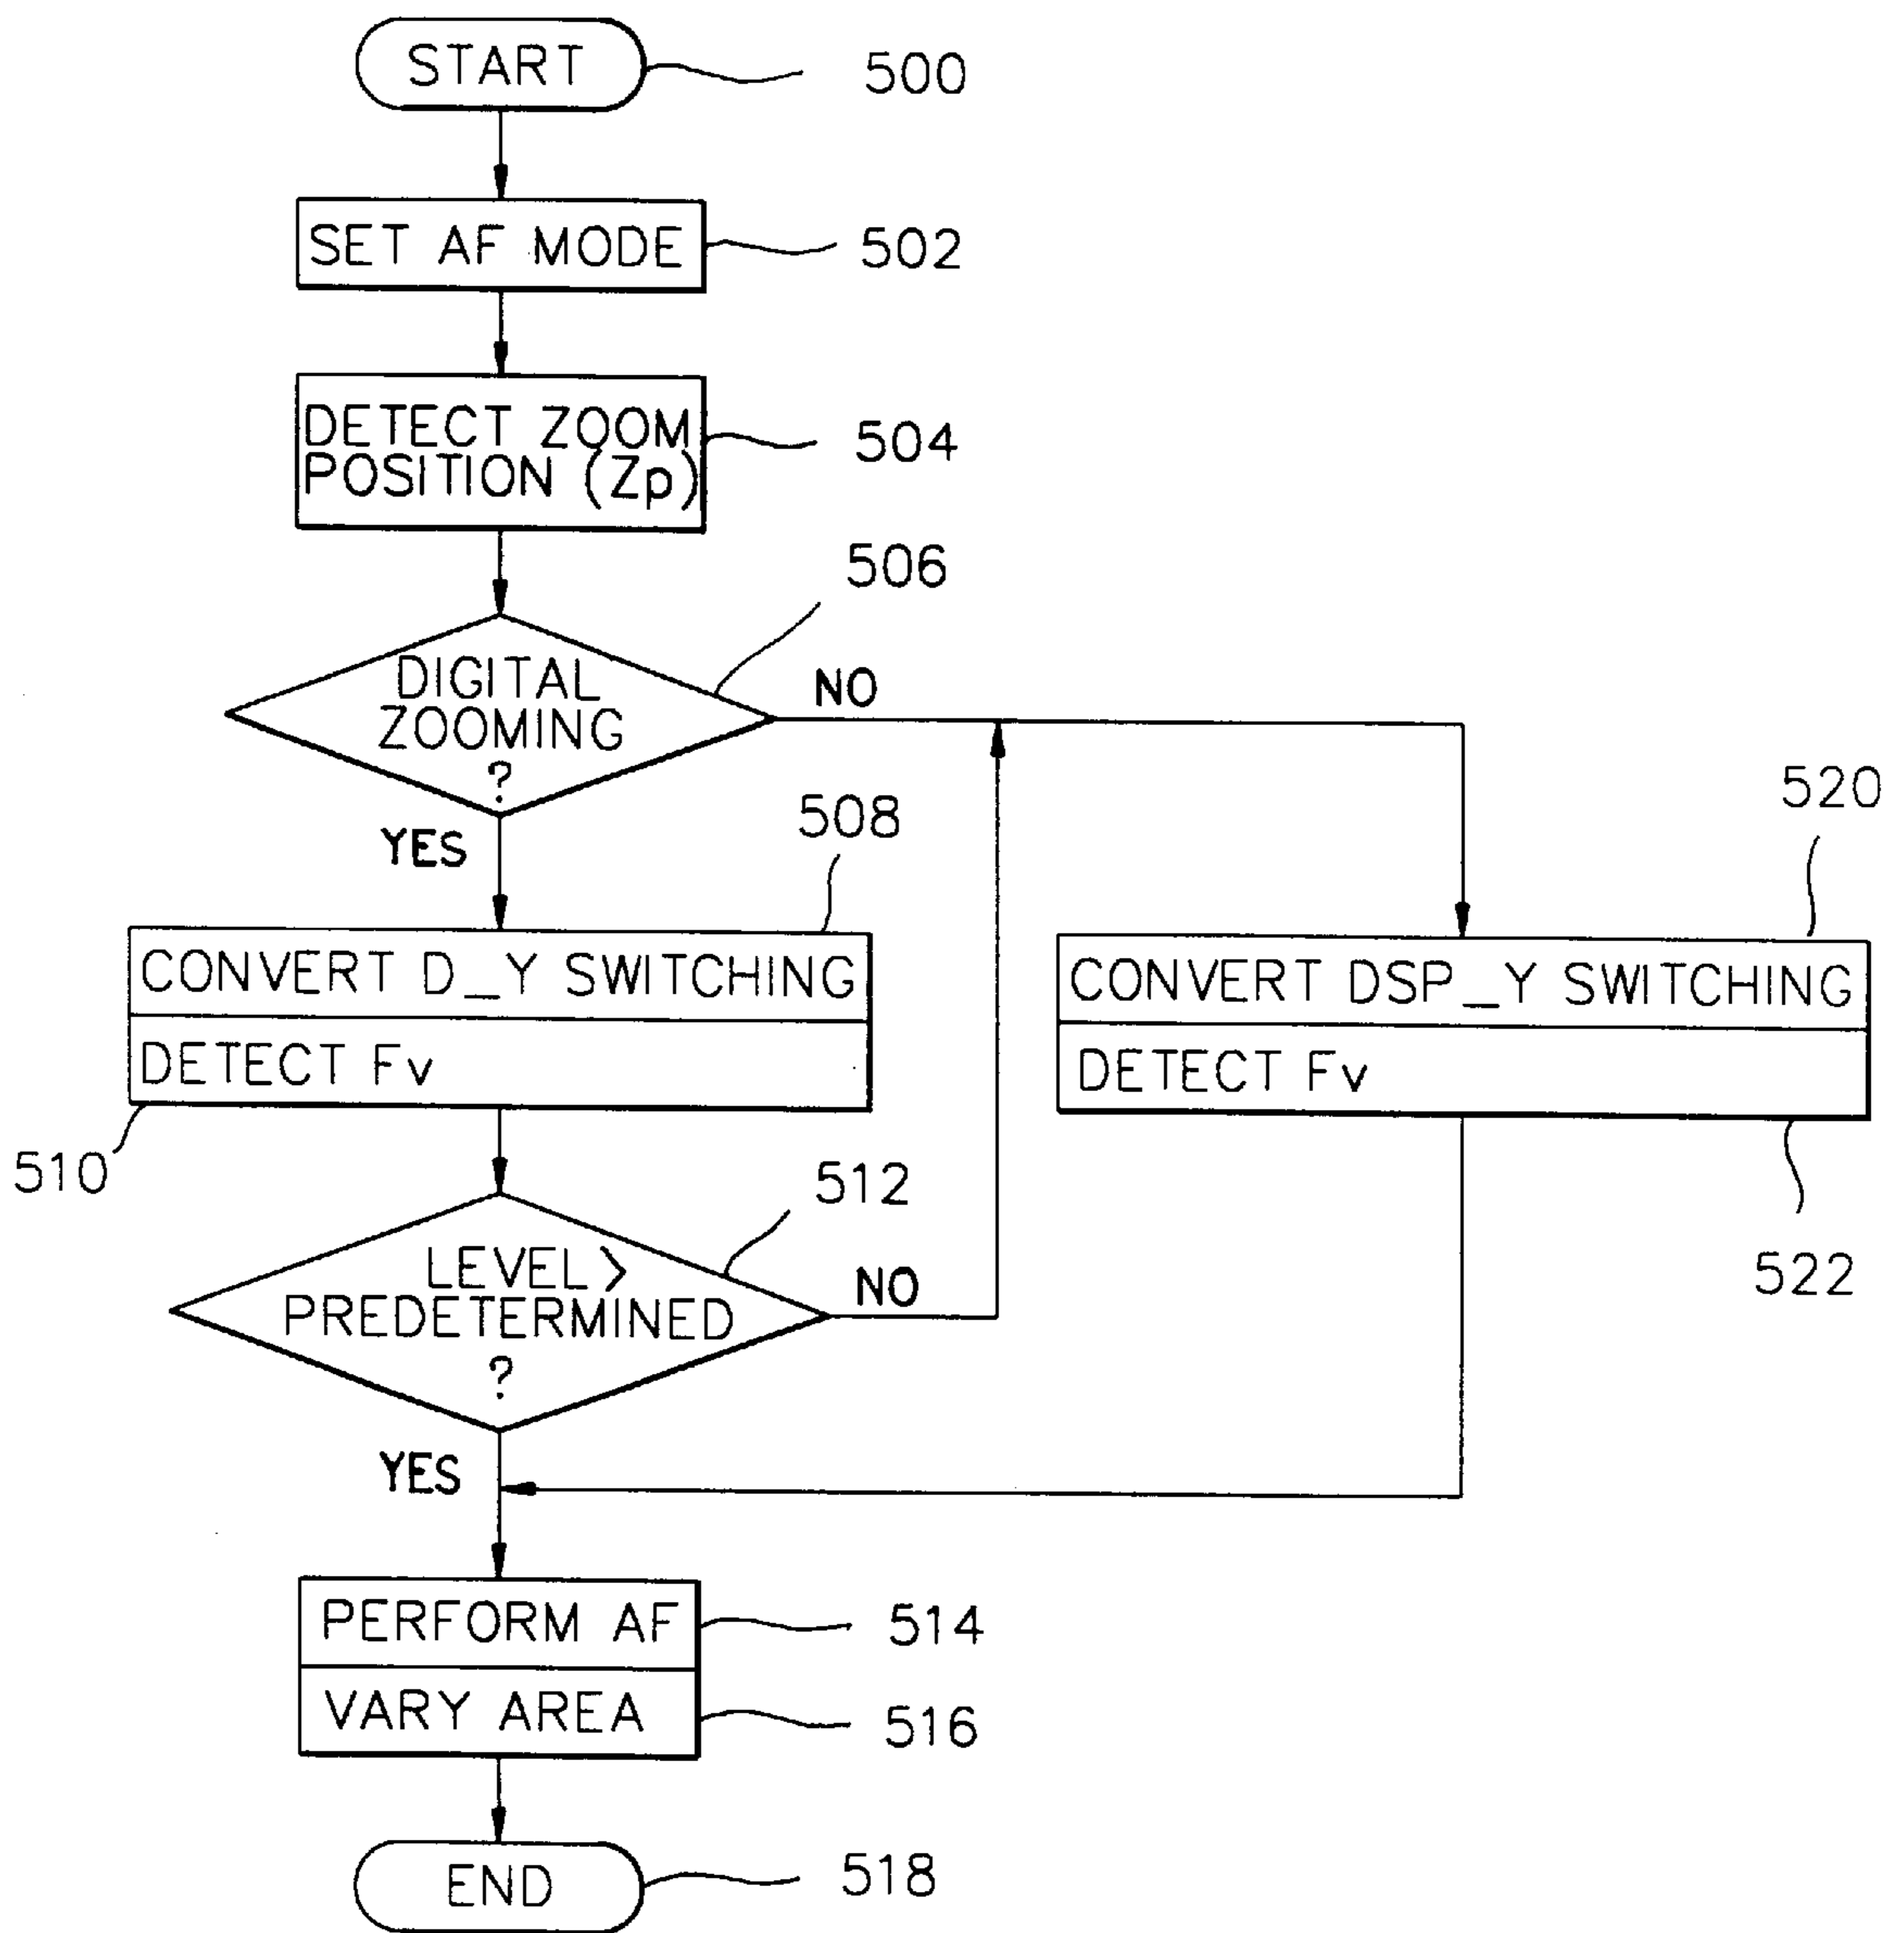 START
500
SET AF MODE
502
DETECT ZOOM
POSITION (Zp)
504
506
DIGITAL
ZOOMING
?
NO
YES
508
520
CONVERT D_Y SWITCHING
DETECT Fv
510
CONVERT DSP_Y SWITCHING
DETECT Fv
522
512
LEVEL>
PREDETERMINED
?
NO
YES
PERFORM AF
514
VARY AREA
516
END
518